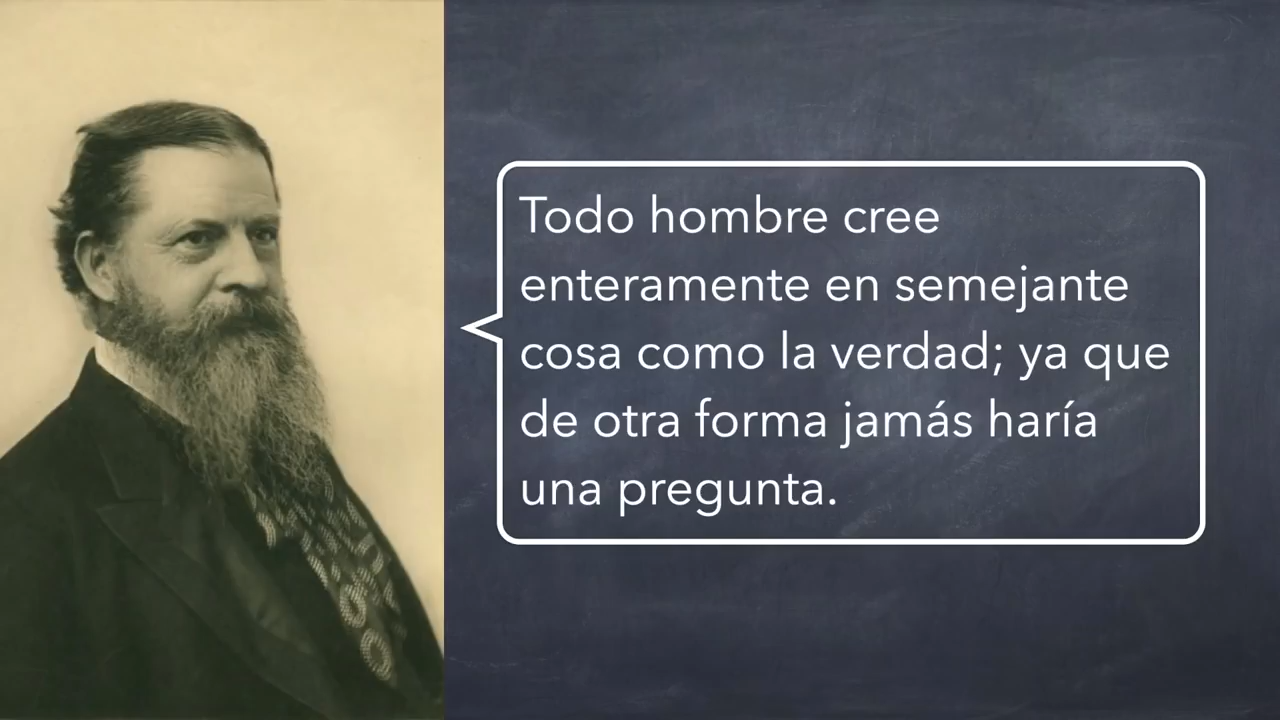 Todo hombre cree
enteramente en semejante
cosa como la verdad; ya que
de otra forma jamás haría
una pregunta.